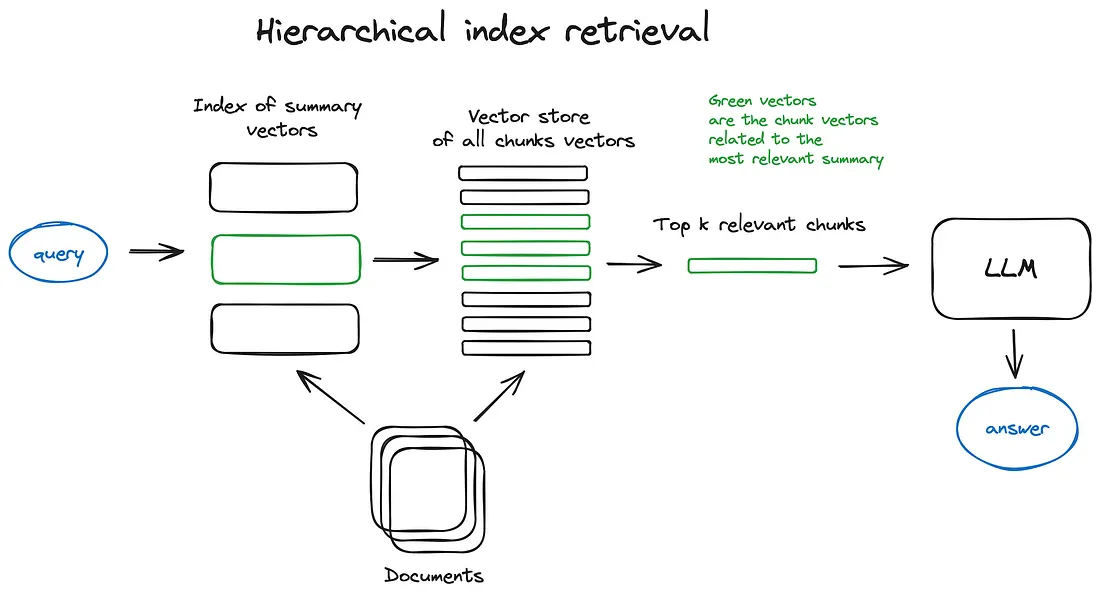 Hierarchical index retrieval
Index of summary
vectors
Vector store
of all chunks vectors
Green vectors
are the chunk vectors
related to the
most relevant summary
query
Top k relevant chunks
LLM
answer
Documents